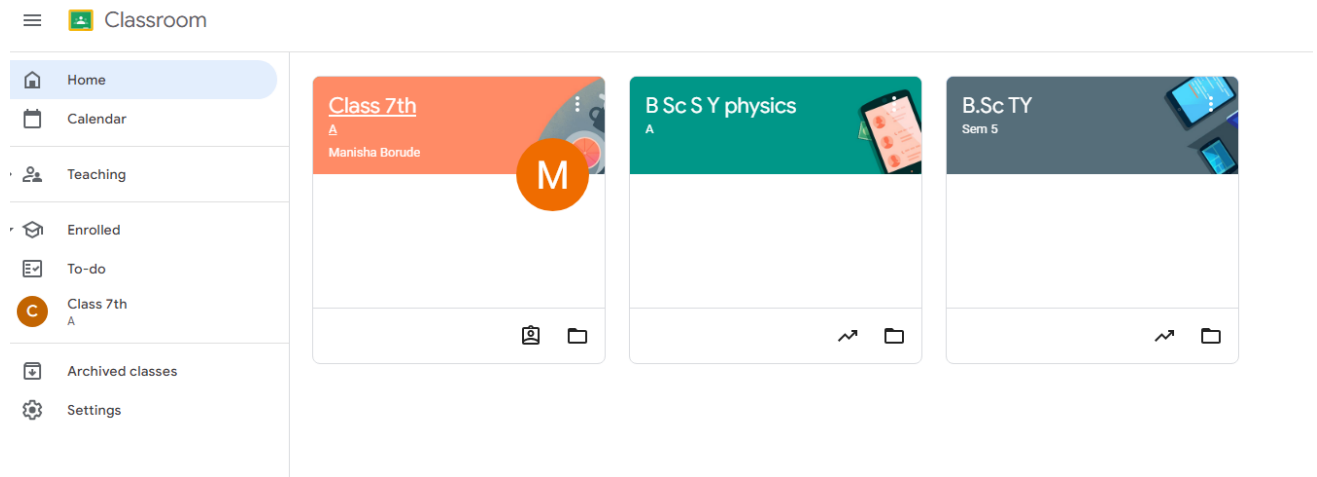 Classroom
Home
Calendar
Teaching
Enrolled
To-do
C
Class 7th
A
Archived classes
Settings
Class 7th
A
Manisha Borude
M
B Sc S Y physics
A
B.Sc TY
Sem 5